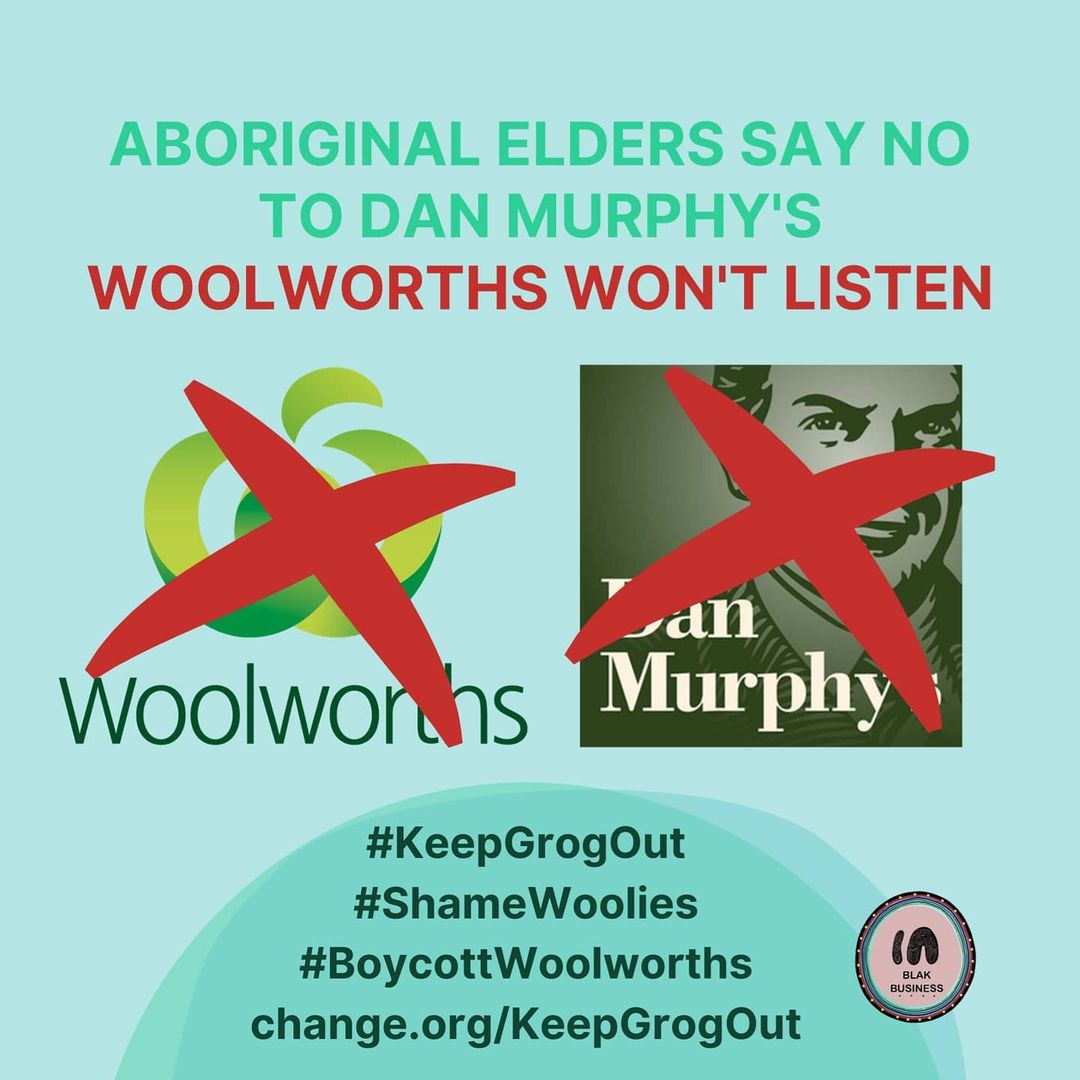 ABORIGINAL ELDERS SAY NO
TO DAN MURPHY'S
WOOLWORTHS WON'T LISTEN
Woolworths
Dan
Murphy's
#KeepGrogOut
#ShameWoolies
#BoycottWoolworths
change.org/KeepGrogOut
BLAK
BUSINESS